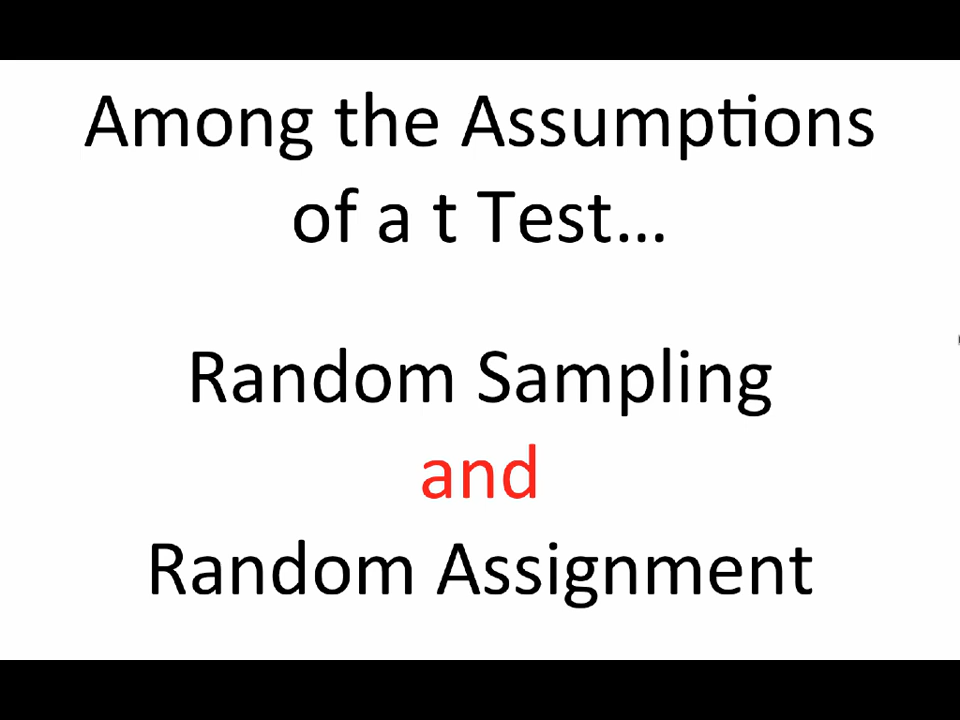 Among the Assumptions
of a t Test...
Random Sampling
and
Random Assignment